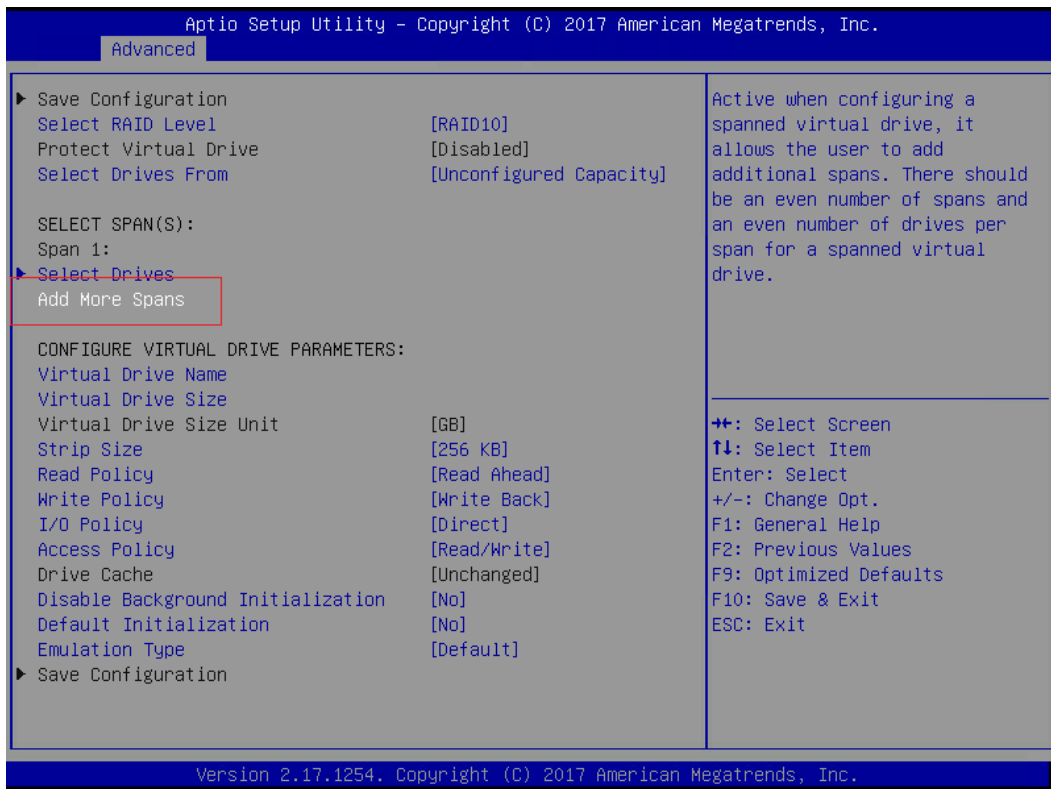 Aptio Setup Utility – Copyright (C) 2017 American Megatrends, Inc.
Advanced
▶ Save Configuration
Select RAID Level [RAID10]
Protect Virtual Drive [Disabled]
Select Drives From [Unconfigured Capacity]
SELECT SPAN(S):
Span 1:
▶ Select Drives
Add More Spans
CONFIGURE VIRTUAL DRIVE PARAMETERS:
Virtual Drive Name
Virtual Drive Size
Virtual Drive Size Unit [GB]
Strip Size [256 KB]
Read Policy [Read Ahead]
Write Policy [Write Back]
I/O Policy [Direct]
Access Policy [Read/Write]
Drive Cache [Unchanged]
Disable Background Initialization [No]
Default Initialization [No]
Emulation Type [Default]
▶ Save Configuration
Active when configuring a
spanned virtual drive, it
allows the user to add
additional spans. There should
be an even number of spans and
an even number of drives per
span for a spanned virtual
drive.
→←: Select Screen
↑↓: Select Item
Enter: Select
+/-: Change Opt.
F1: General Help
F2: Previous Values
F9: Optimized Defaults
F10: Save & Exit
ESC: Exit
Version 2.17.1254. Copyright (C) 2017 American Megatrends, Inc.